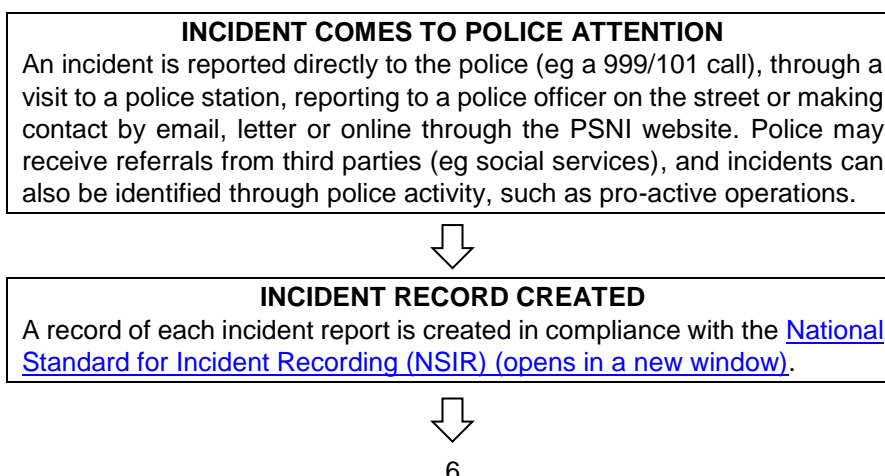 INCIDENT COMES TO POLICE ATTENTION
An incident is reported directly to the police (eg a 999/101 call), through a
visit to a police station, reporting to a police officer on the street or making
contact by email, letter or online through the PSNI website. Police may
receive referrals from third parties (eg social services), and incidents can
also be identified through police activity, such as pro-active operations.
INCIDENT RECORD CREATED
A record of each incident report is created in compliance with the National
Standard for Incident Recording (NSIR) (opens in a new window).
6